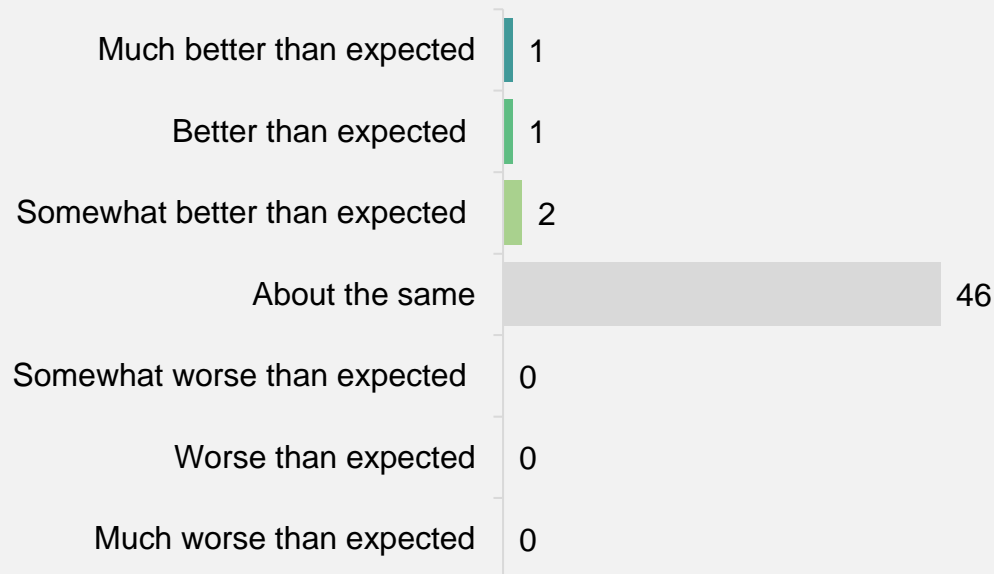 Much better than expected 1
Better than expected 1
Somewhat better than expected 2
About the same 46
Somewhat worse than expected 0
Worse than expected 0
Much worse than expected 0